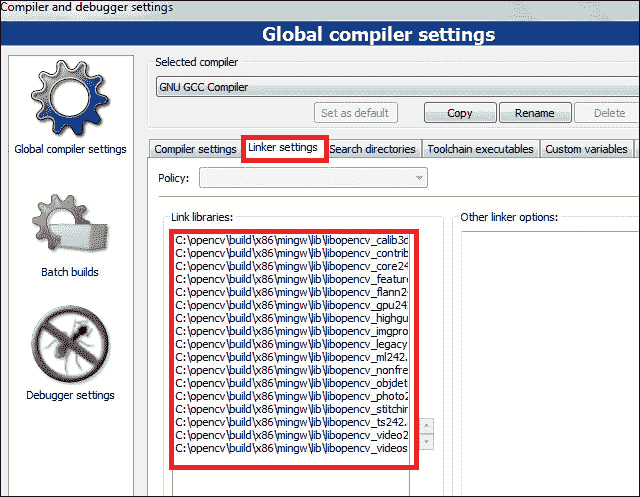 Compiler and debugger settings
Global compiler settings
Selected compiler
GNU GCC Compiler
Set as default
Copy
Rename
Delete
Global compiler settings
Compiler settings
Linker settings
Search directories
Toolchain executables
Custom variables
Policy:
Link libraries:
Other linker options:
C:\opencv\build\x86\mingw\lib\libopencv_calib3d
C:\opencv\build\x86\mingw\lib\libopencv_contrib
C:\opencv\build\x86\mingw\lib\libopencv_core24
C:\opencv\build\x86\mingw\lib\libopencv_feature
C:\opencv\build\x86\mingw\lib\libopencv_flann2
C:\opencv\build\x86\mingw\lib\libopencv_gpu24
C:\opencv\build\x86\mingw\lib\libopencv_highgu
C:\opencv\build\x86\mingw\lib\libopencv_imgpro
C:\opencv\build\x86\mingw\lib\libopencv_legacy
C:\opencv\build\x86\mingw\lib\libopencv_ml242.
C:\opencv\build\x86\mingw\lib\libopencv_nonfre
C:\opencv\build\x86\mingw\lib\libopencv_objdet
C:\opencv\build\x86\mingw\lib\libopencv_photo2
C:\opencv\build\x86\mingw\lib\libopencv_stitchin
C:\opencv\build\x86\mingw\lib\libopencv_ts242.
C:\opencv\build\x86\mingw\lib\libopencv_video2
C:\opencv\build\x86\mingw\lib\libopencv_videos
Batch builds
Debugger settings